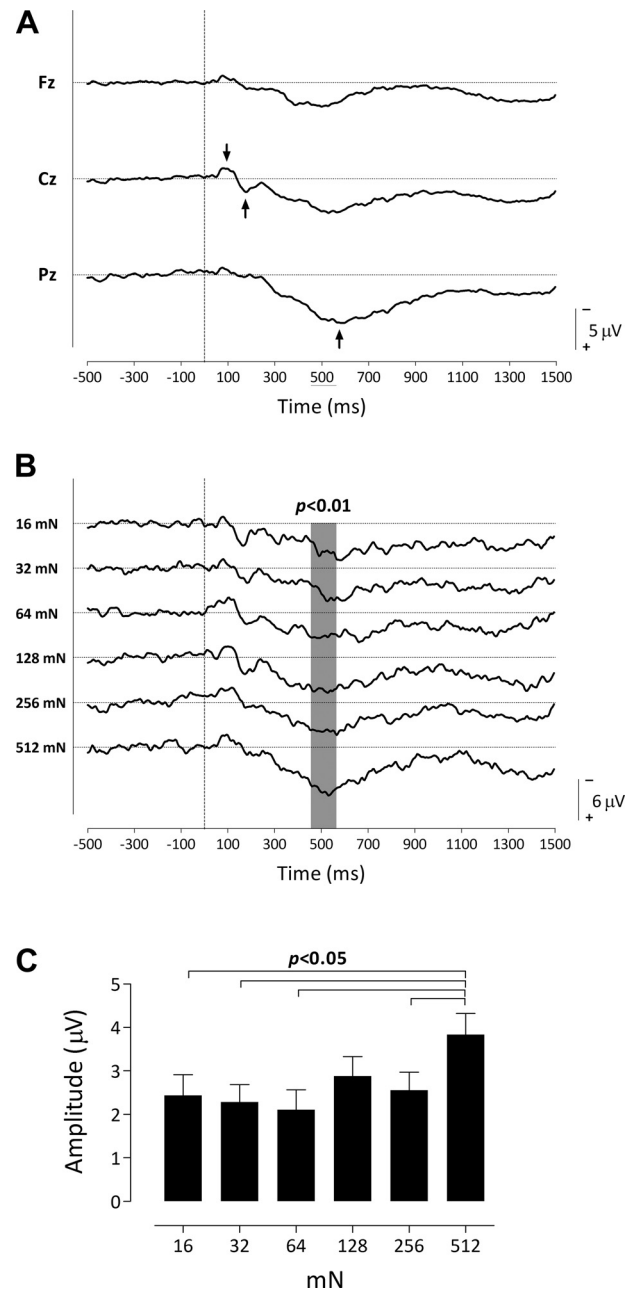 A
Fz
Cz
Pz
−
5 µV
+
-500 -300 -100 100 300 500 700 900 1100 1300 1500
Time (ms)
B
p<0.01
16 mN
32 mN
64 mN
128 mN
256 mN
512 mN
−
6 µV
+
-500 -300 -100 100 300 500 700 900 1100 1300 1500
Time (ms)
C
p<0.05
Amplitude (µV)
5
4
3
2
1
0
16 32 64 128 256 512
mN